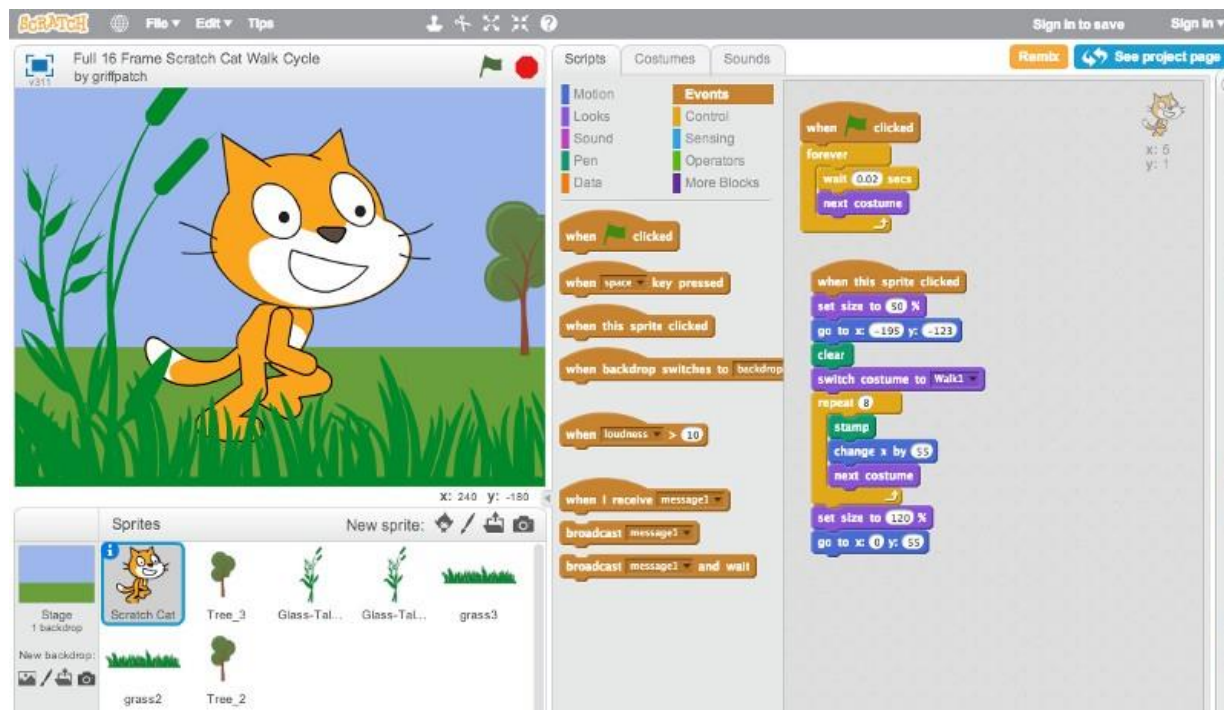 SCRATCH File Edit Tips Sign in to save Sign in
v311
Full 16 Frame Scratch Cat Walk Cycle
by griffpatch
Scripts Costumes Sounds
Remix See project page
Motion Events
Looks Control
Sound Sensing
Pen Operators
Data More Blocks
when clicked
when space key pressed
when this sprite clicked
when backdrop switches to backdrop
when loudness > 10
when I receive message1
broadcast message1
broadcast message1 and wait
when clicked
forever
wait 0.02 secs
next costume
when this sprite clicked
set size to 50 %
go to x: -195 y: -123
clear
switch costume to Walk1
repeat 8
stamp
change x by 55
next costume
set size to 120 %
go to x: 0 y: 55
x: 6
y: 1
X: 240 y: -180
Sprites New sprite:
Stage
1 backdrop
New backdrop:
Scratch Cat Tree_3 Glass-Tal... Glass-Tal... grass3
grass2 Tree_2